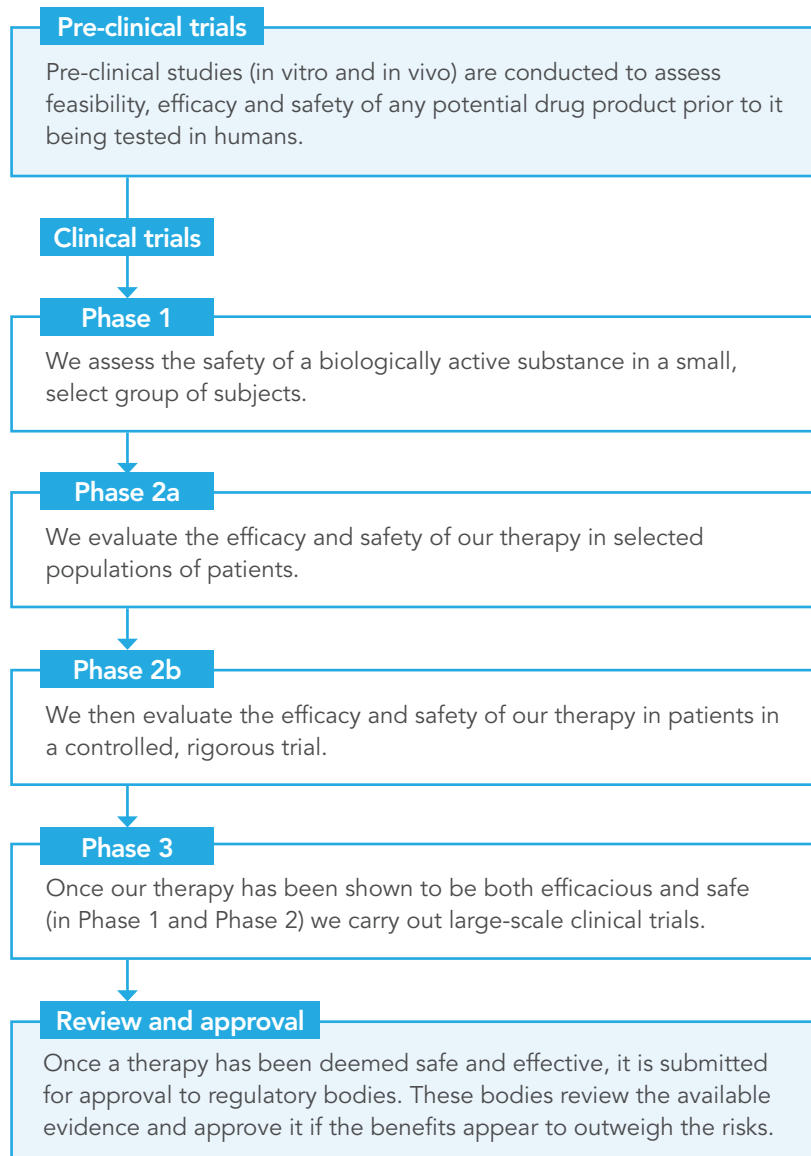 Pre-clinical trials
Pre-clinical studies (in vitro and in vivo) are conducted to assess
feasibility, efficacy and safety of any potential drug product prior to it
being tested in humans.
Clinical trials
Phase 1
We assess the safety of a biologically active substance in a small,
select group of subjects.
Phase 2a
We evaluate the efficacy and safety of our therapy in selected
populations of patients.
Phase 2b
We then evaluate the efficacy and safety of our therapy in patients in
a controlled, rigorous trial.
Phase 3
Once our therapy has been shown to be both efficacious and safe
(in Phase 1 and Phase 2) we carry out large-scale clinical trials.
Review and approval
Once a therapy has been deemed safe and effective, it is submitted
for approval to regulatory bodies. These bodies review the available
evidence and approve it if the benefits appear to outweigh the risks.